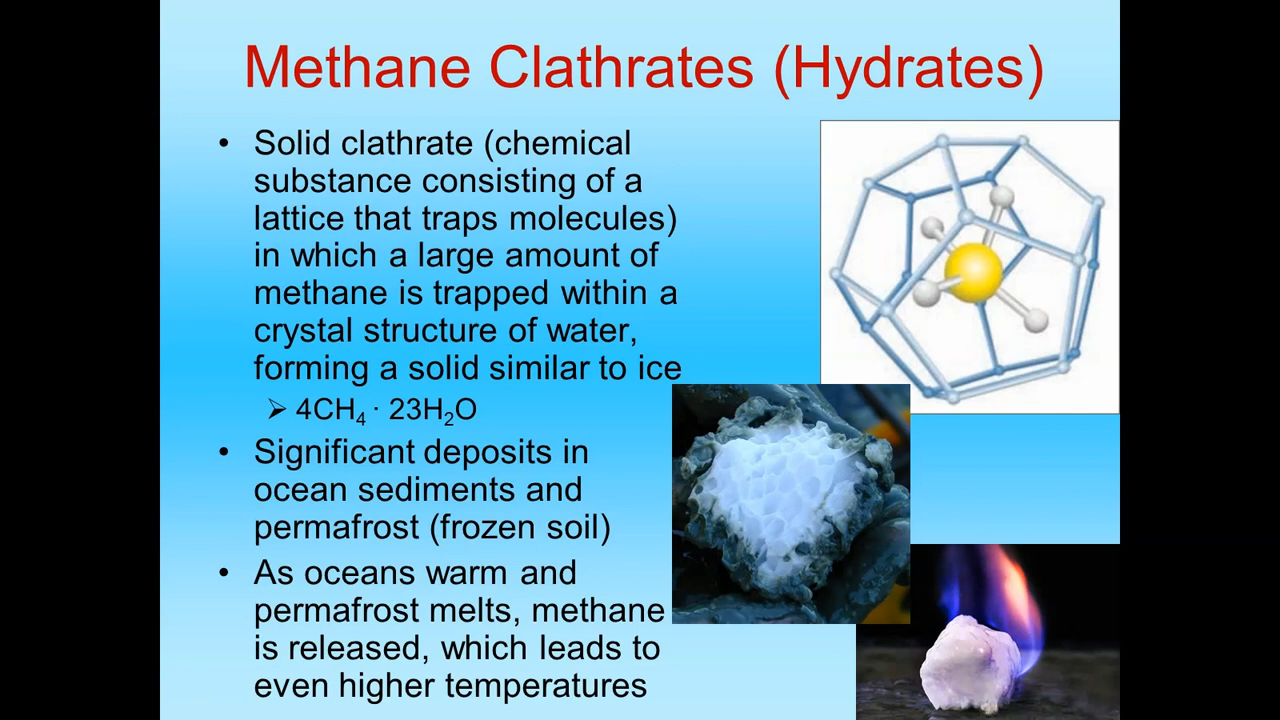 Methane Clathrates (Hydrates)
• Solid clathrate (chemical
substance consisting of a
lattice that traps molecules)
in which a large amount of
methane is trapped within a
crystal structure of water,
forming a solid similar to ice
➢ 4CH₄ · 23H₂O
• Significant deposits in
ocean sediments and
permafrost (frozen soil)
• As oceans warm and
permafrost melts, methane
is released, which leads to
even higher temperatures